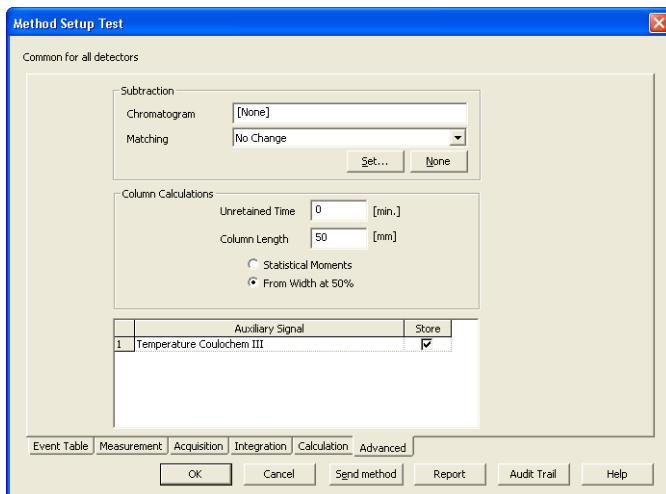 Method Setup Test
Common for all detectors
Subtraction
Chromatogram [None]
Matching No Change
Set... None
Column Calculations
Unretained Time 0 [min.]
Column Length 50 [mm]
Statistical Moments
From Width at 50%
Auxiliary Signal Store
1 Temperature Coulochem III
Event Table Measurement Acquisition Integration Calculation Advanced
OK Cancel Send method Report Audit Trail Help